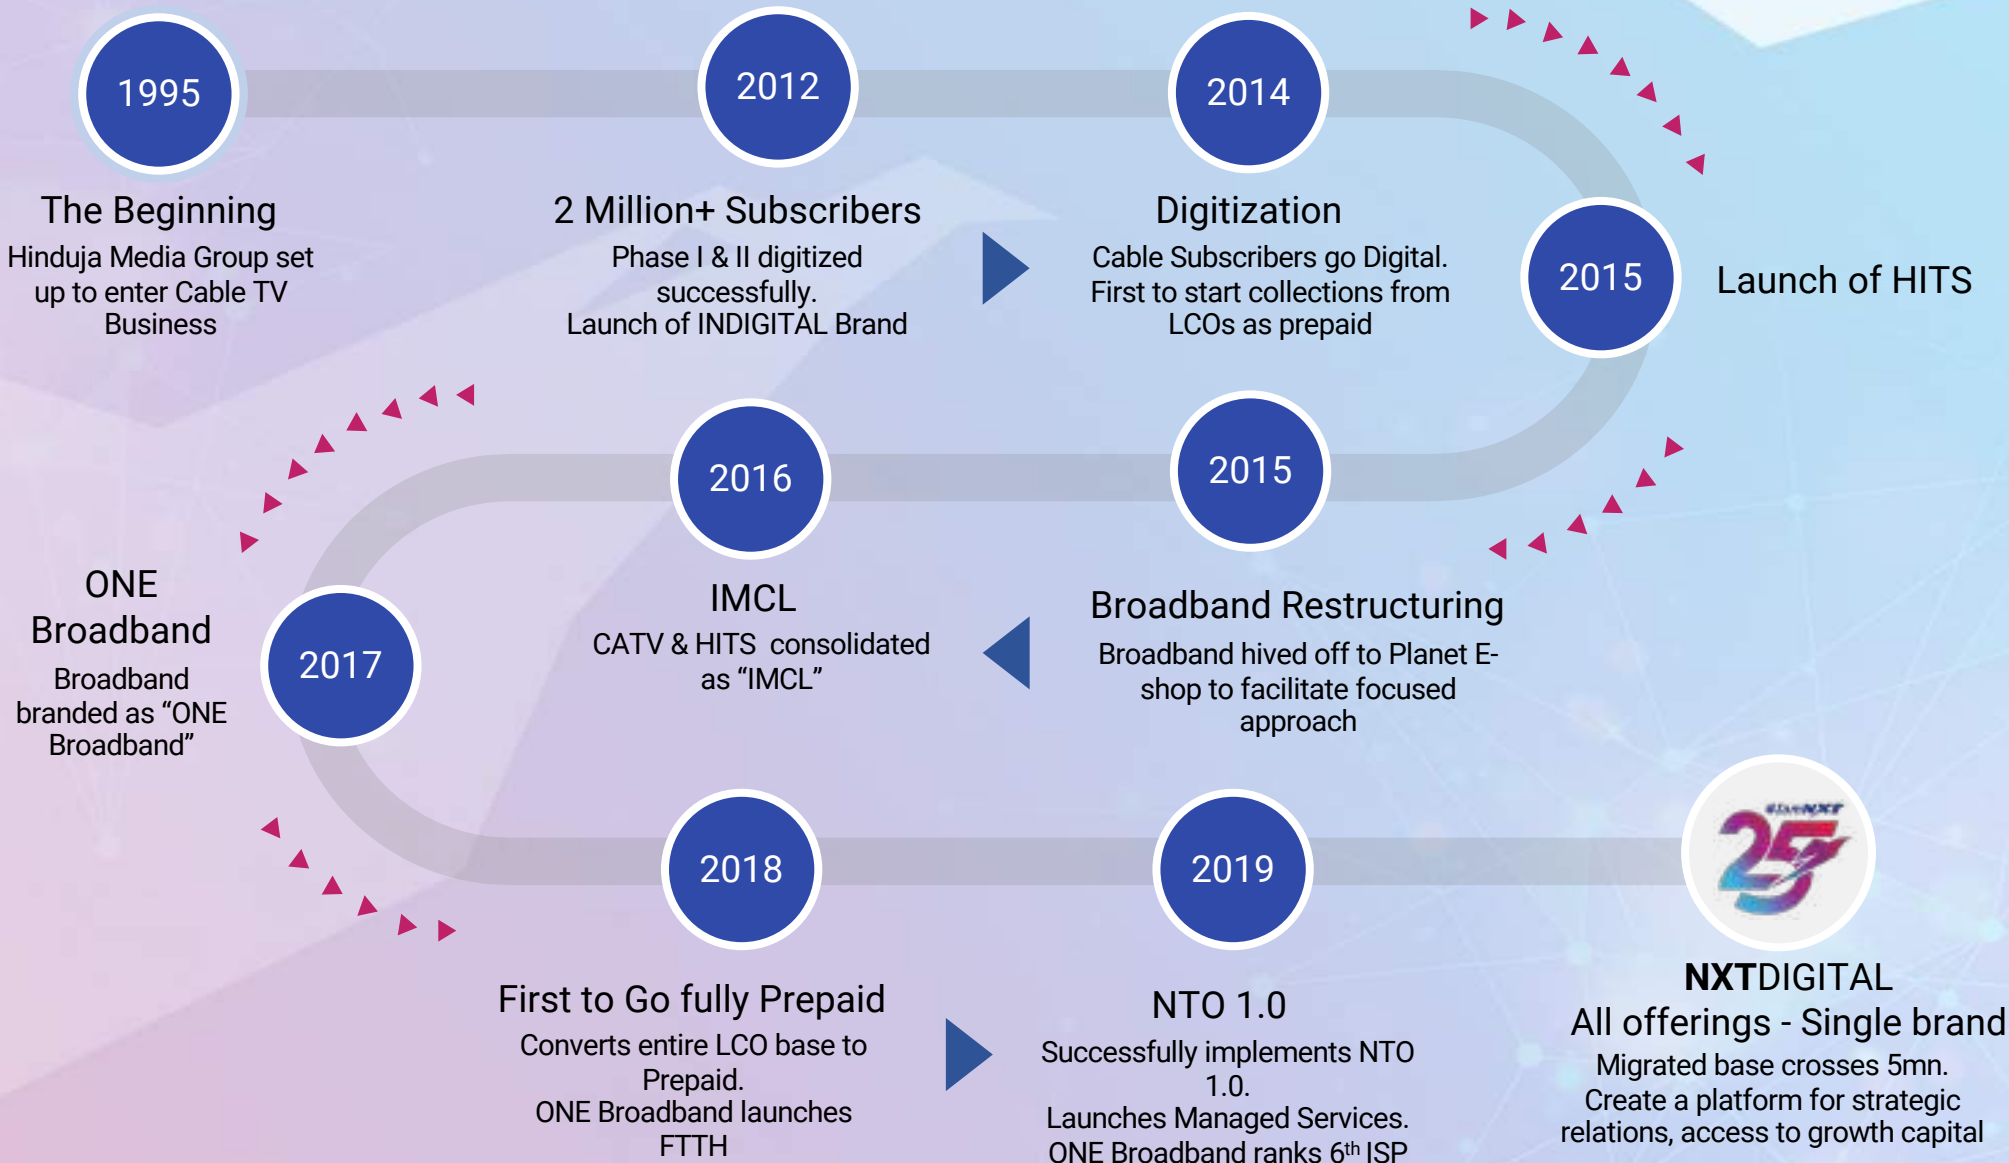 1995
The Beginning
Hinduja Media Group set
up to enter Cable TV
Business
2012
2 Million+ Subscribers
Phase I & II digitized
successfully.
Launch of INDIGITAL Brand
2014
Digitization
Cable Subscribers go Digital.
First to start collections from
LCOs as prepaid
2015
Launch of HITS
2015
Broadband Restructuring
Broadband hived off to Planet E-
shop to facilitate focused
approach
2016
IMCL
CATV & HITS consolidated
as “IMCL”
2017
ONE
Broadband
Broadband
branded as “ONE
Broadband”
2018
First to Go fully Prepaid
Converts entire LCO base to
Prepaid.
ONE Broadband launches
FTTH
2019
NTO 1.0
Successfully implements NTO
1.0.
Launches Managed Services.
ONE Broadband ranks 6th ISP
25
NXTDIGITAL
All offerings - Single brand
Migrated base crosses 5mn.
Create a platform for strategic
relations, access to growth capital